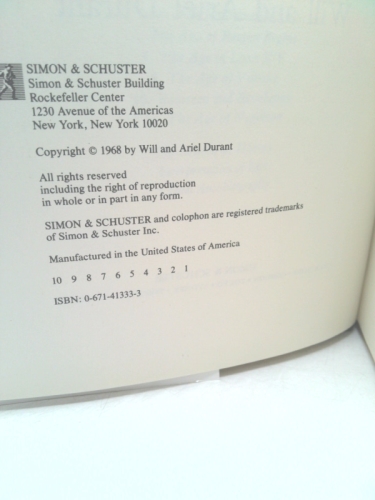 SIMON & SCHUSTER
Simon & Schuster Building
Rockefeller Center
1230 Avenue of the Americas
New York, New York 10020
Copyright © 1968 by Will and Ariel Durant
All rights reserved
including the right of reproduction
in whole or in part in any form.
SIMON & SCHUSTER and colophon are registered trademarks
of Simon & Schuster Inc.
Manufactured in the United States of America
10 9 8 7 6 5 4 3 2 1
ISBN: 0-671-41333-3